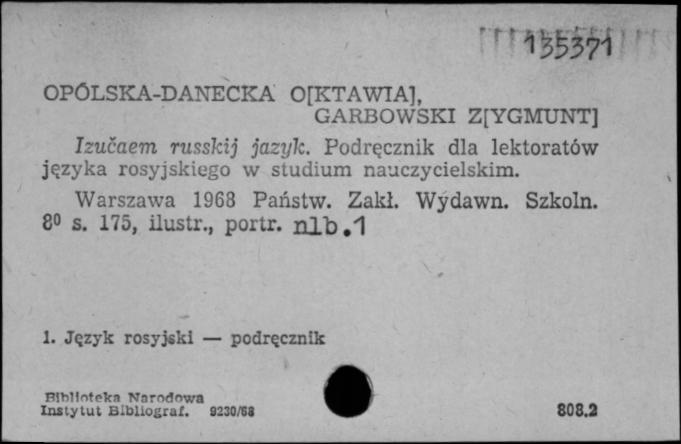 135371
OPÓLSKA-DANECKA O[KTAWIA],
GARBOWSKI Z[YGMUNT]
Izučaem russkij jazyk. Podręcznik dla lektoratów
języka rosyjskiego w studium nauczycielskim.
Warszawa 1968 Państw. Zakł. Wydawn. Szkoln.
8º s. 175, ilustr., portr. nlb.1
1. Język rosyjski — podręcznik
Biblioteka Narodowa
Instytut Bibliograf. 9230/68
808.2